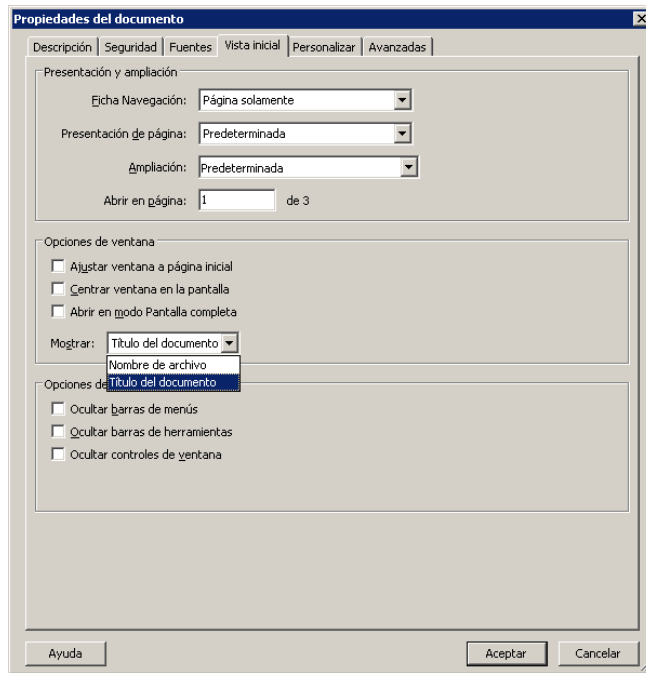 Propiedades del documento
Descripción Seguridad Fuentes Vista inicial Personalizar Avanzadas
Presentación y ampliación
Ficha Navegación: Página solamente
Presentación de página: Predeterminada
Ampliación: Predeterminada
Abrir en página: 1 de 3
Opciones de ventana
Ajustar ventana a página inicial
Centrar ventana en la pantalla
Abrir en modo Pantalla completa
Mostrar: Título del documento
Nombre de archivo
Opciones de Título del documento
Ocultar barras de menús
Ocultar barras de herramientas
Ocultar controles de ventana
Ayuda Aceptar Cancelar